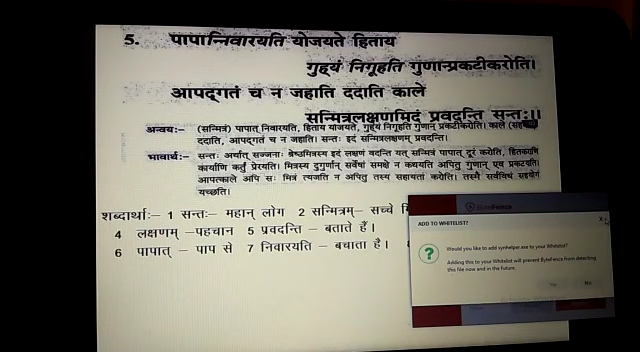 5. पापान्निवारयति योजयते हिताय
गुह्यं निगूहति गुणान्प्रकटीकरोति।
आपद्गतं च न जहाति ददाति काले
सन्मित्रलक्षणमिदं प्रवदन्ति सन्तः॥
अन्वयः— (सन्मित्रं) पापात् निवारयति, हिताय योजयते, गुह्यं निगूहति गुणान् प्रकटीकरोति। काले
ददाति, आपद्गतं च न जहाति। सन्तः इदं सन्मित्रलक्षणम् प्रवदन्ति।
भावार्थः— सन्तः अर्थात् सज्जनाः श्रेष्ठमित्रस्य इदं लक्षणं वदन्ति यत् सन्मित्रं पापात् दूरं करोति, हितकार्याणि
कार्याणि कर्तुं प्रेरयति। मित्रस्य दुर्गुणान् सर्वेषां समक्षे न कथयति अपितु गुणान् एव प्रकटयति।
आपत्काले अपि सः मित्रं त्यजति न अपितु तस्य सहायतां करोति। तस्मै सर्वविधं सहयोगं
यच्छति।
शब्दार्थाः— 1 सन्तः— महान् लोग 2 सन्मित्रम्— सच्चे
4 लक्षणम् —पहचान 5 प्रवदन्ति — बताते हैं।
6 पापात् — पाप से 7 निवारयति — बचाता है।
ByteFence
ADD TO WHITELIST?
X
Would you like to add synhelper.exe to your Whitelist?
Adding this to your Whitelist will prevent ByteFence from detecting
this file now and in the future.
Yes No